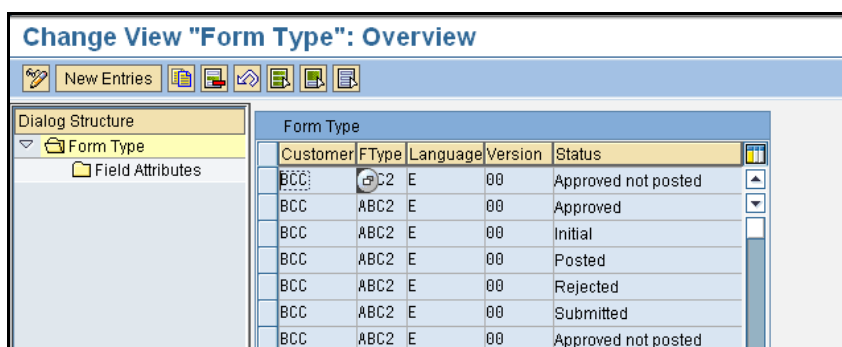 Change View "Form Type": Overview
New Entries
Dialog Structure
Form Type
Field Attributes
Form Type
Customer FType Language Version Status
BCC C2 E 00 Approved not posted
BCC ABC2 E 00 Approved
BCC ABC2 E 00 Initial
BCC ABC2 E 00 Posted
BCC ABC2 E 00 Rejected
BCC ABC2 E 00 Submitted
BCC ABC2 E 00 Approved not posted